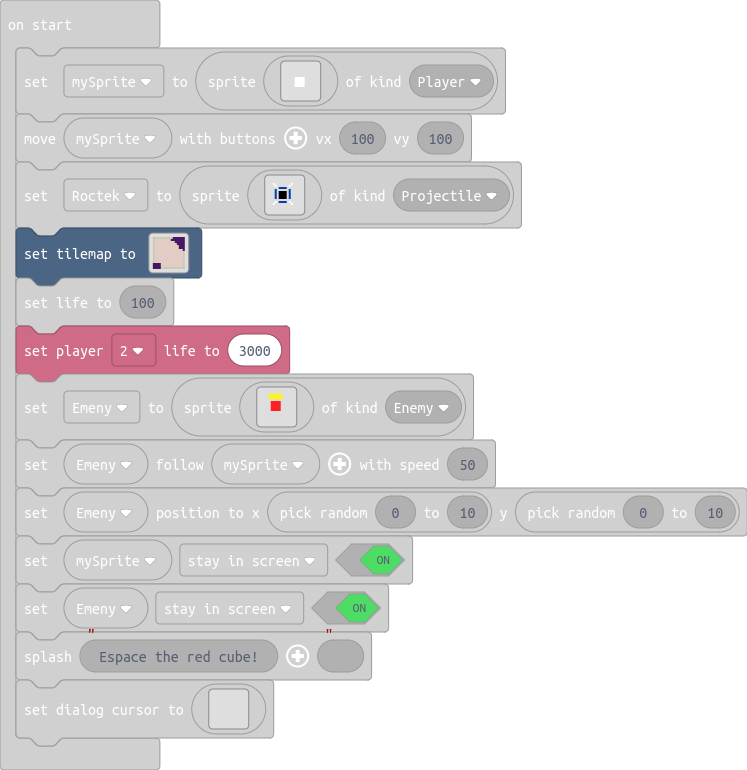 on start
set mySprite to sprite of kind Player
move mySprite with buttons vx 100 vy 100
set Roctek to sprite of kind Projectile
set tilemap to
set life to 100
set player 2 life to 3000
set Emeny to sprite of kind Enemy
set Emeny follow mySprite with speed 50
set Emeny position to x pick random 0 to 10 y pick random 0 to 10
set mySprite stay in screen ON
set Emeny stay in screen ON
splash "Espace the red cube!"
set dialog cursor to